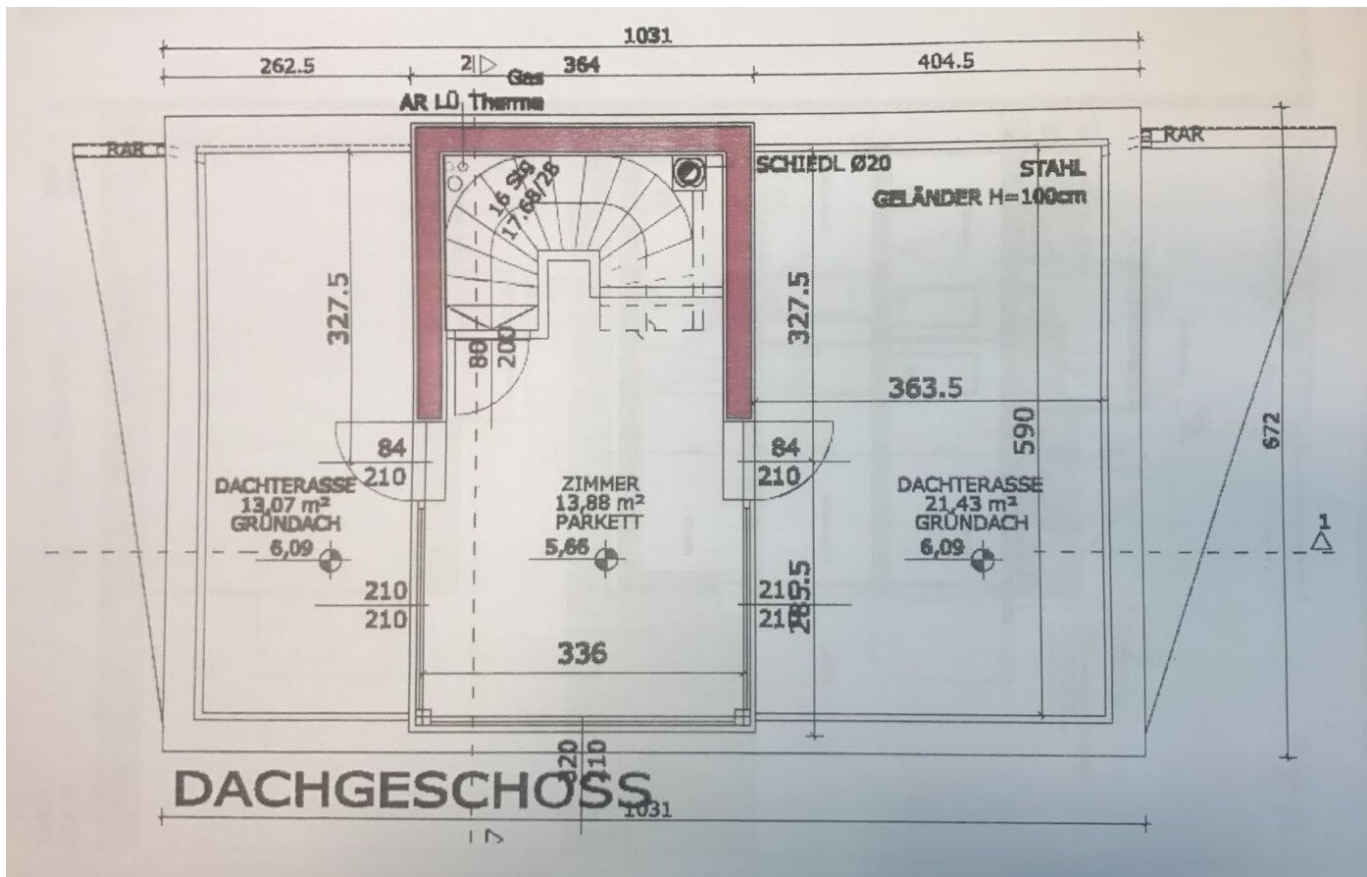 1031
262.5
2
364
404.5
Gas
AR LÜ Therme
RAR
RAR
SCHIEDL Ø20
STAHL
GELÄNDER H=100cm
16 Stg
17.68/28
327.5
327.5
80
200
363.5
590
672
84
210
84
210
DACHTERASSE
13,07 m²
GRÜNDACH
6,09
ZIMMER
13,88 m²
PARKETT
5,66
DACHTERASSE
21,43 m²
GRÜNDACH
6,09
1
210
210
210
210
336
DACHGESCHOSS
1031